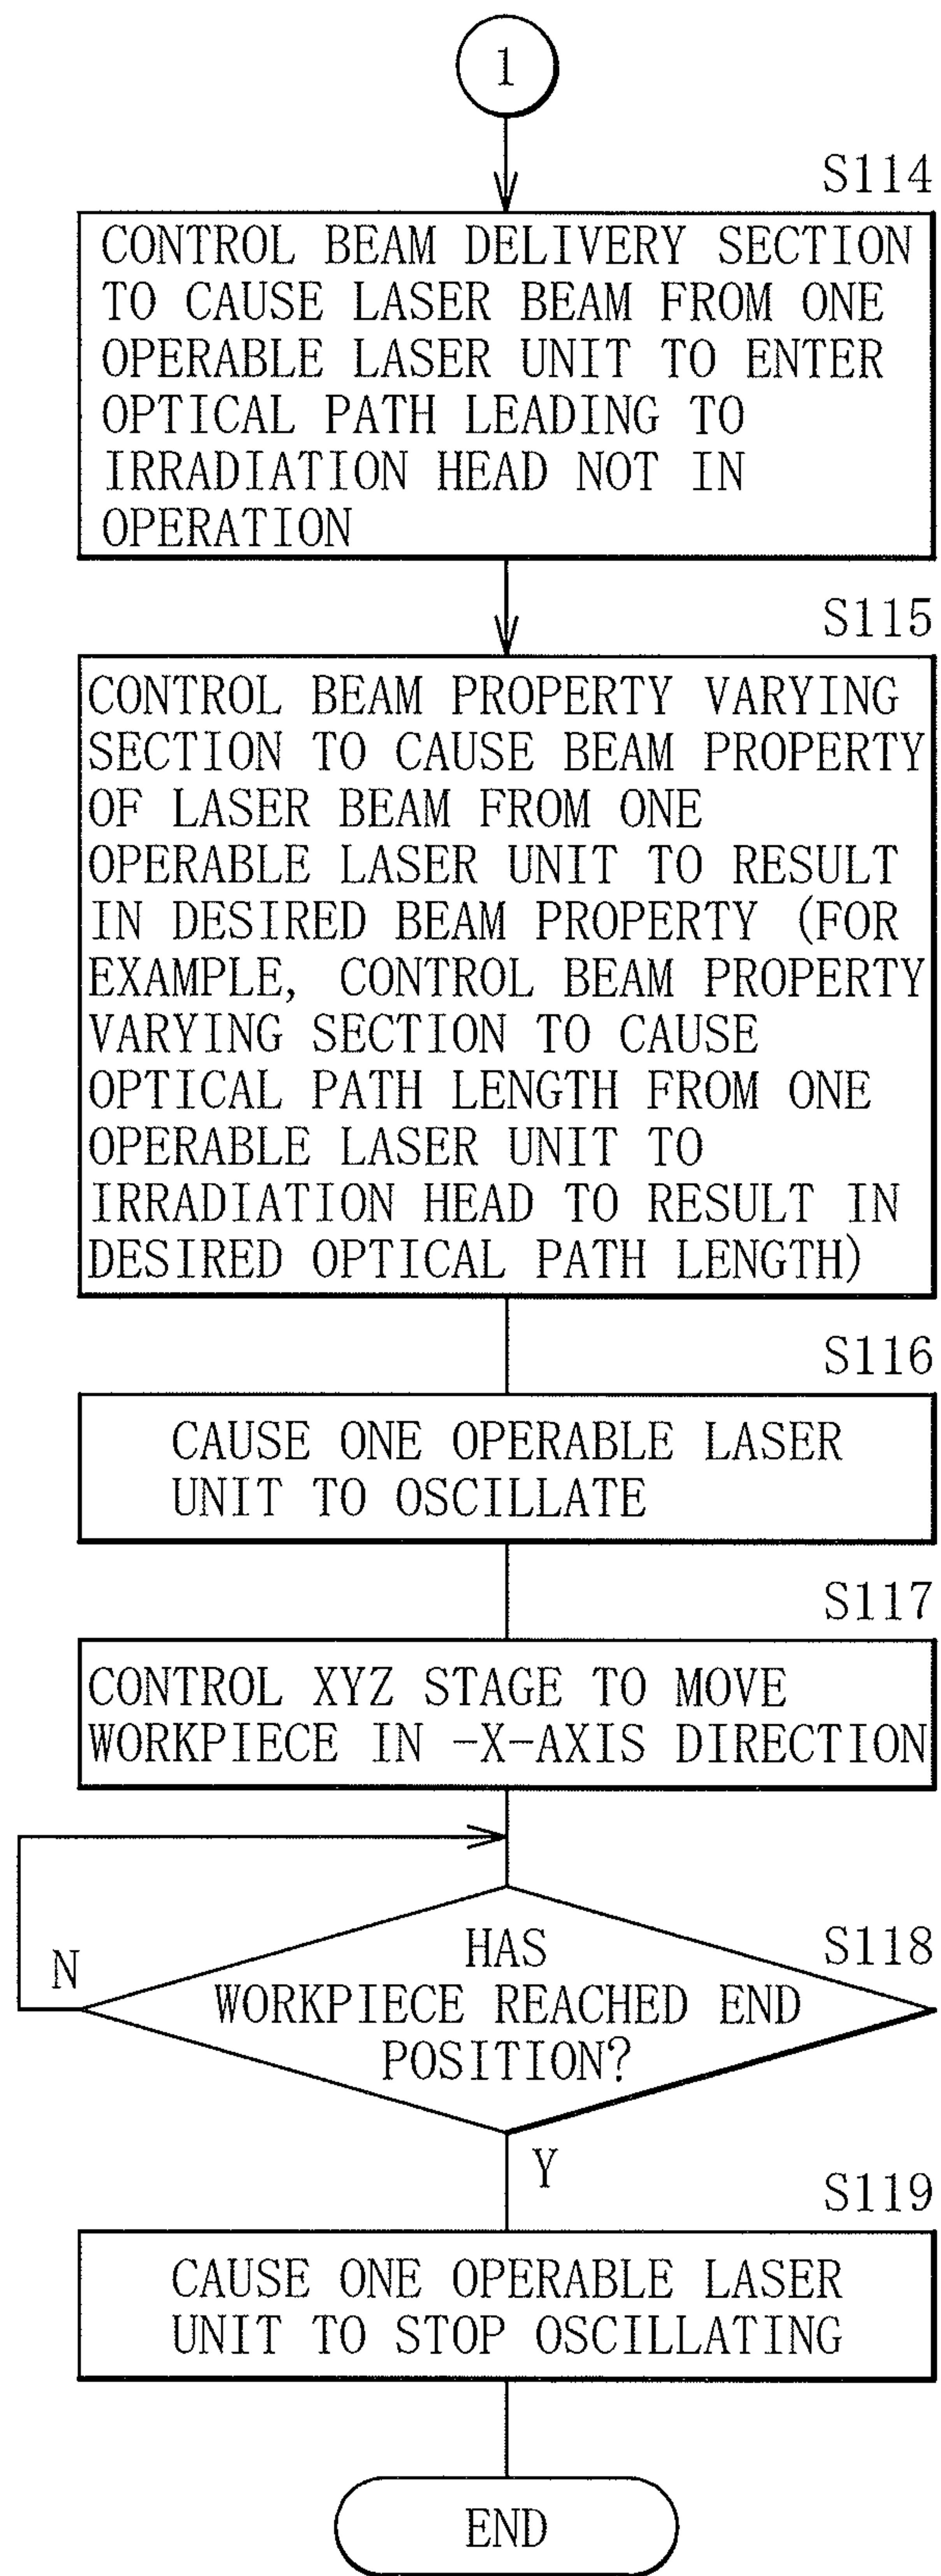 1
S114
CONTROL BEAM DELIVERY SECTION
TO CAUSE LASER BEAM FROM ONE
OPERABLE LASER UNIT TO ENTER
OPTICAL PATH LEADING TO
IRRADIATION HEAD NOT IN
OPERATION
S115
CONTROL BEAM PROPERTY VARYING
SECTION TO CAUSE BEAM PROPERTY
OF LASER BEAM FROM ONE
OPERABLE LASER UNIT TO RESULT
IN DESIRED BEAM PROPERTY (FOR
EXAMPLE, CONTROL BEAM PROPERTY
VARYING SECTION TO CAUSE
OPTICAL PATH LENGTH FROM ONE
OPERABLE LASER UNIT TO
IRRADIATION HEAD TO RESULT IN
DESIRED OPTICAL PATH LENGTH)
S116
CAUSE ONE OPERABLE LASER
UNIT TO OSCILLATE
S117
CONTROL XYZ STAGE TO MOVE
WORKPIECE IN -X-AXIS DIRECTION
S118
HAS
WORKPIECE REACHED END
POSITION?
N
Y
S119
CAUSE ONE OPERABLE LASER
UNIT TO STOP OSCILLATING
END